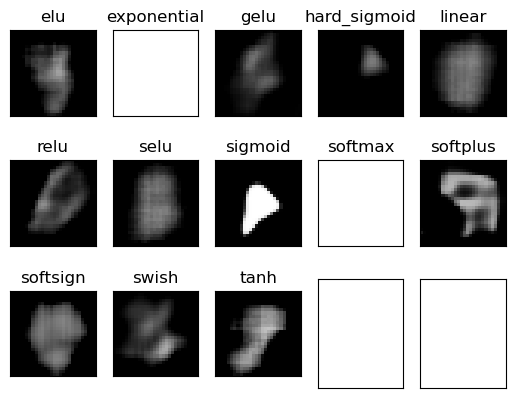 elu exponential gelu hard_sigmoid linear
relu selu sigmoid softmax softplus
softsign swish tanh